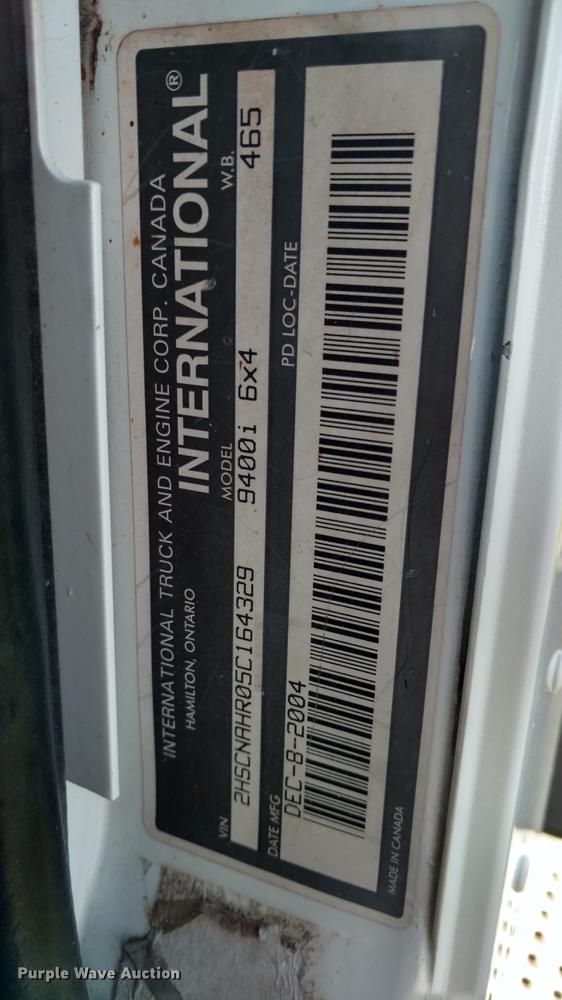 INTERNATIONAL TRUCK AND ENGINE CORP. CANADA
HAMILTON, ONTARIO
INTERNATIONAL®
VIN MODEL W.B.
2HSCNAHR05C164329 9400i 6x4 465
DATE MFG PD LOC-DATE
DEC-8-2004
MADE IN CANADA
Purple Wave Auction